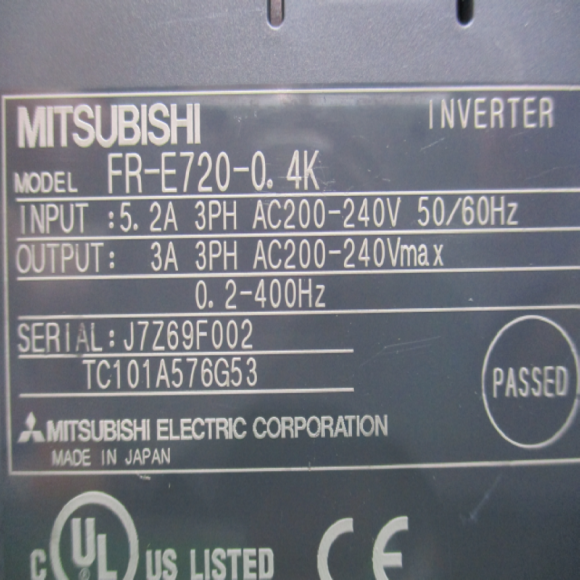 MITSUBISHI INVERTER
MODEL FR-E720-0.4K
INPUT :5.2A 3PH AC200-240V 50/60Hz
OUTPUT: 3A 3PH AC200-240Vmax
0.2-400Hz
SERIAL:J7Z69F002
TC101A576G53
PASSED
MITSUBISHI ELECTRIC CORPORATION
MADE IN JAPAN
C UL US LISTED CE